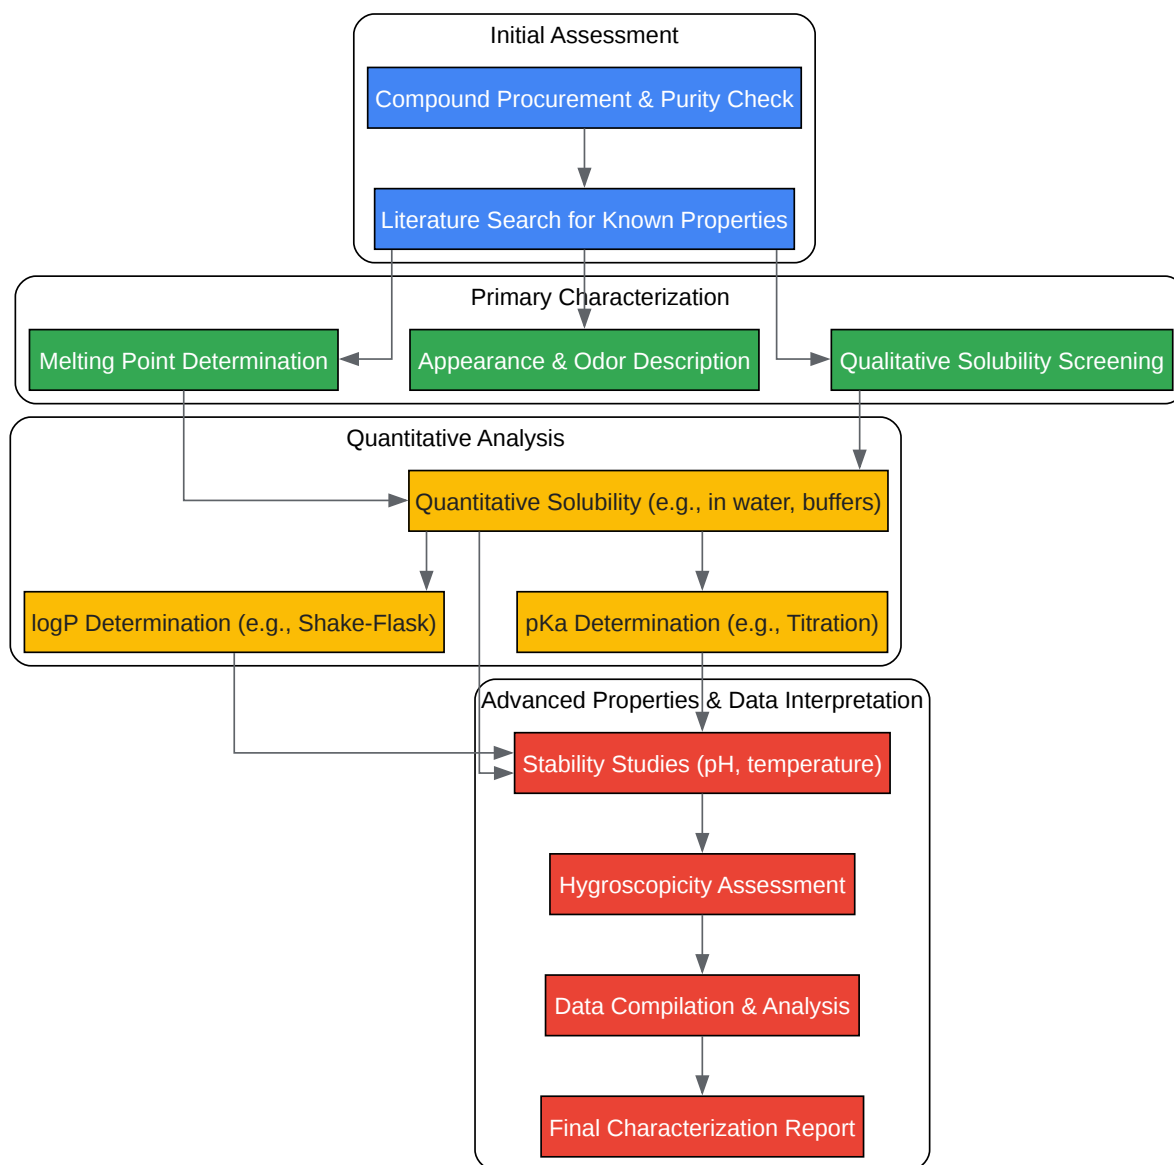 Initial Assessment
Compound Procurement & Purity Check
Literature Search for Known Properties
Primary Characterization
Melting Point Determination
Appearance & Odor Description
Qualitative Solubility Screening
Quantitative Analysis
Quantitative Solubility (e.g., in water, buffers)
logP Determination (e.g., Shake-Flask)
pKa Determination (e.g., Titration)
Advanced Properties & Data Interpretation
Stability Studies (pH, temperature)
Hygroscopicity Assessment
Data Compilation & Analysis
Final Characterization Report